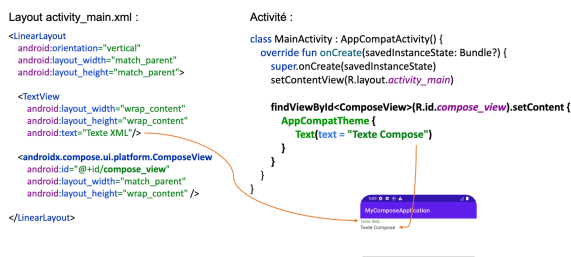 Layout activity_main.xml :
<LinearLayout
android:orientation="vertical"
android:layout_width="match_parent"
android:layout_height="match_parent">
<TextView
android:layout_width="wrap_content"
android:layout_height="wrap_content"
android:text="Texte XML"/>
<androidx.compose.ui.platform.ComposeView
android:id="@+id/compose_view"
android:layout_width="match_parent"
android:layout_height="wrap_content" />
</LinearLayout>
Activité :
class MainActivity : AppCompatActivity() {
override fun onCreate(savedInstanceState: Bundle?) {
super.onCreate(savedInstanceState)
setContentView(R.layout.activity_main)
findViewById<ComposeView>(R.id.compose_view).setContent {
AppCompatTheme {
Text(text = "Texte Compose")
}
}
}
}
MyComposeApplication
Texte XML
Texte Compose